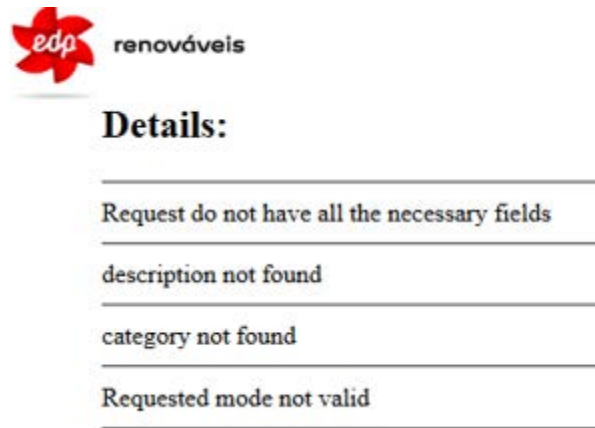 edp renováveis
Details:
Request do not have all the necessary fields
description not found
category not found
Requested mode not valid